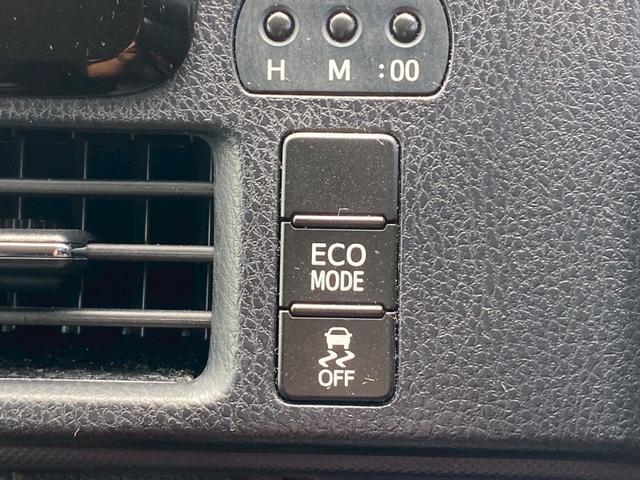 H M :00
ECO
MODE
OFF